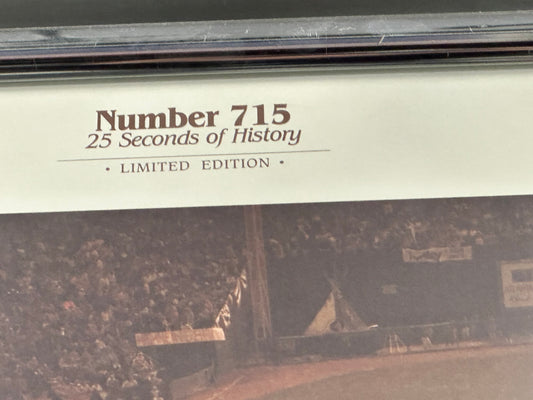 Number 715
25 Seconds of History
• LIMITED EDITION •